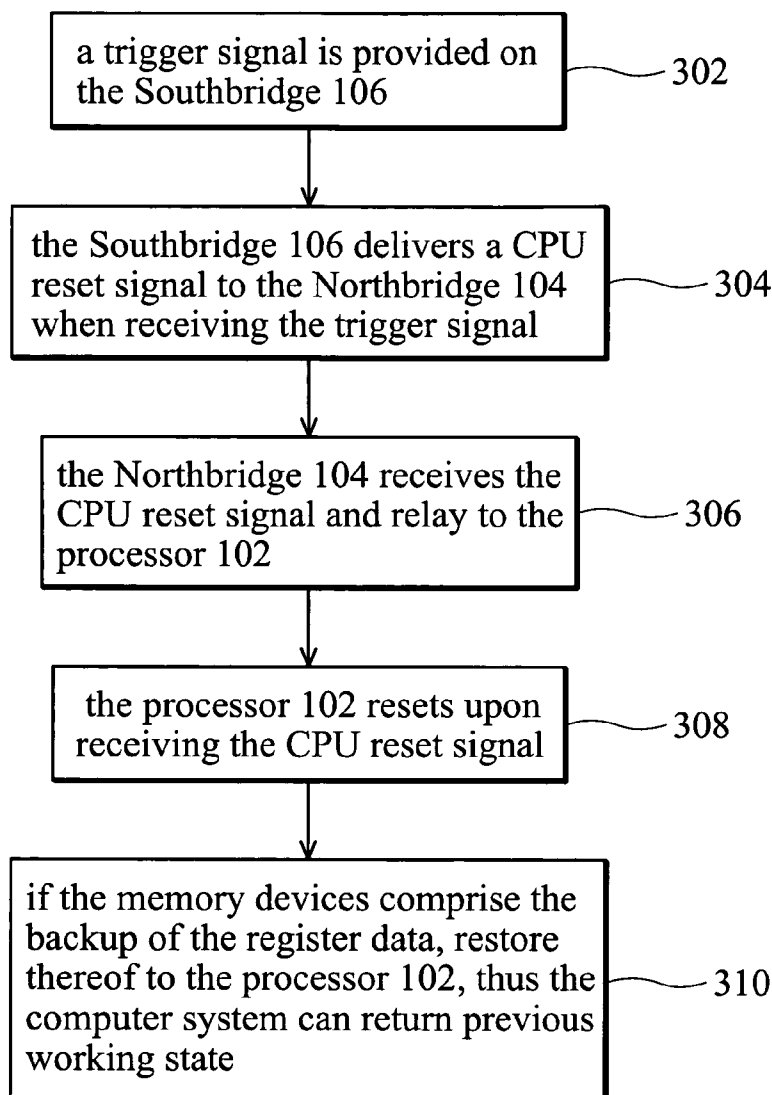 a trigger signal is provided on
the Southbridge 106
302
the Southbridge 106 delivers a CPU
reset signal to the Northbridge 104
when receiving the trigger signal
304
the Northbridge 104 receives the
CPU reset signal and relay to the
processor 102
306
the processor 102 resets upon
receiving the CPU reset signal
308
if the memory devices comprise the
backup of the register data, restore
thereof to the processor 102, thus the
computer system can return previous
working state
310